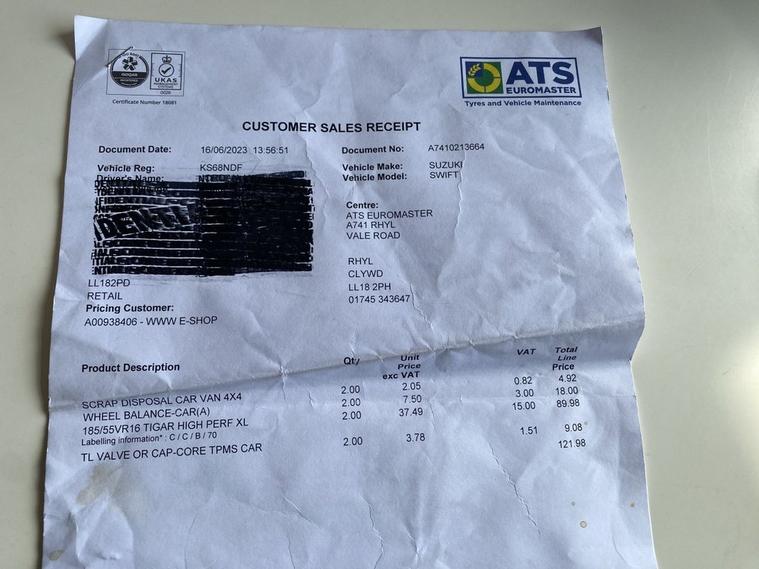 UKAS
MANAGEMENT
SYSTEMS
0026
Certificate Number 18081
ATS
EUROMASTER
Tyres and Vehicle Maintenance
CUSTOMER SALES RECEIPT
Document Date: 16/06/2023 13:56:51 Document No: A7410213664
Vehicle Reg: KS68NDF Vehicle Make: SUZUKI
Driver's Name: Vehicle Model: SWIFT
Centre:
ATS EUROMASTER
A741 RHYL
VALE ROAD
RHYL
CLYWD
LL182PD LL18 2PH
RETAIL 01745 343647
Pricing Customer:
A00938406 - WWW E-SHOP
Product Description Qty Unit Price exc VAT VAT Total Line Price
SCRAP DISPOSAL CAR VAN 4X4 2.00 2.05 0.82 4.92
WHEEL BALANCE-CAR(A) 2.00 7.50 3.00 18.00
185/55VR16 TIGAR HIGH PERF XL 2.00 37.49 15.00 89.98
Labelling information* : C / C / B / 70
TL VALVE OR CAP-CORE TPMS CAR 2.00 3.78 1.51 9.08
121.98